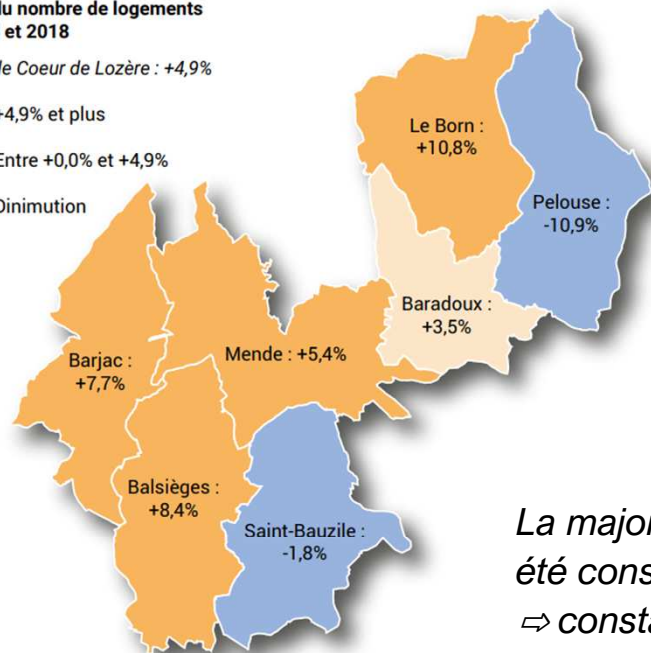 du nombre de logements
et 2018
de Coeur de Lozère : +4,9%
+4,9% et plus
Entre +0,0% et +4,9%
Dinimution
Le Born :
+10,8%
Pelouse :
-10,9%
Baradoux :
+3,5%
Mende : +5,4%
Barjac :
+7,7%
Balsièges :
+8,4%
Saint-Bauzile :
-1,8%
La major
été cons
⇨ consta